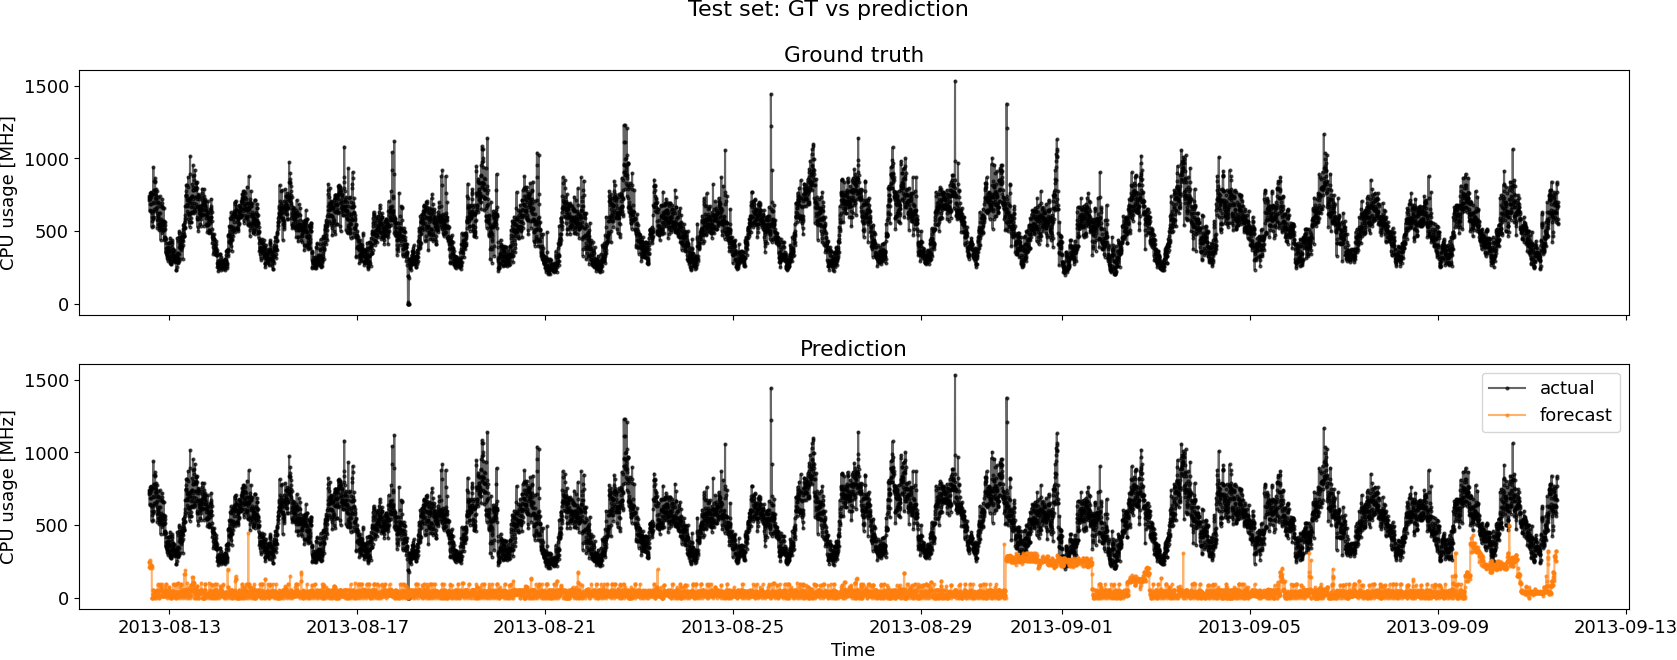 Test set: GT vs prediction
Ground truth
CPU usage [MHz]
1500
1000
500
0
Prediction
CPU usage [MHz]
1500
1000
500
0
actual
forecast
2013-08-13 2013-08-17 2013-08-21 2013-08-25 2013-08-29 2013-09-01 2013-09-05 2013-09-09 2013-09-13
Time